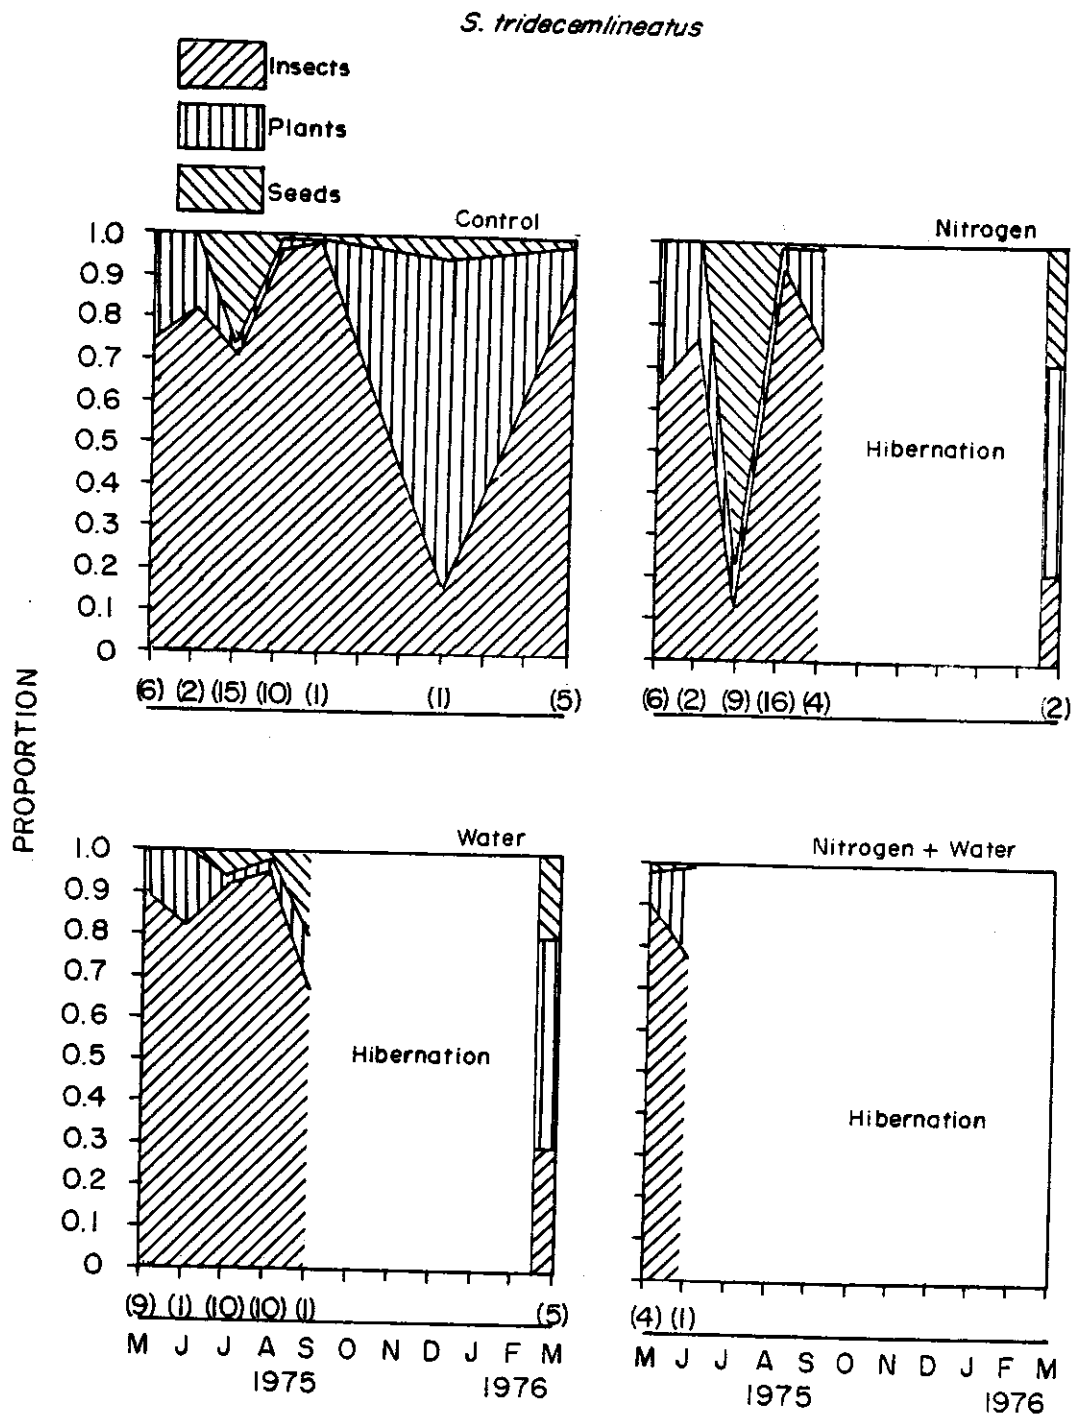 S. tridecemlineatus
Insects
Plants
Seeds
Control
Nitrogen
1.0
0.9
0.8
0.7
0.6
0.5
0.4
0.3
0.2
0.1
0
Hibernation
(6) (2) (15) (10) (1) (1) (5)
(6) (2) (9) (16) (4) (2)
PROPORTION
Water
Nitrogen + Water
1.0
0.9
0.8
0.7
0.6
0.5
0.4
0.3
0.2
0.1
0
Hibernation
Hibernation
(9) (1) (10) (10) (1) (5)
(4) (1)
M J J A S O N D J F M
1975 1976
M J J A S O N D J F M
1975 1976